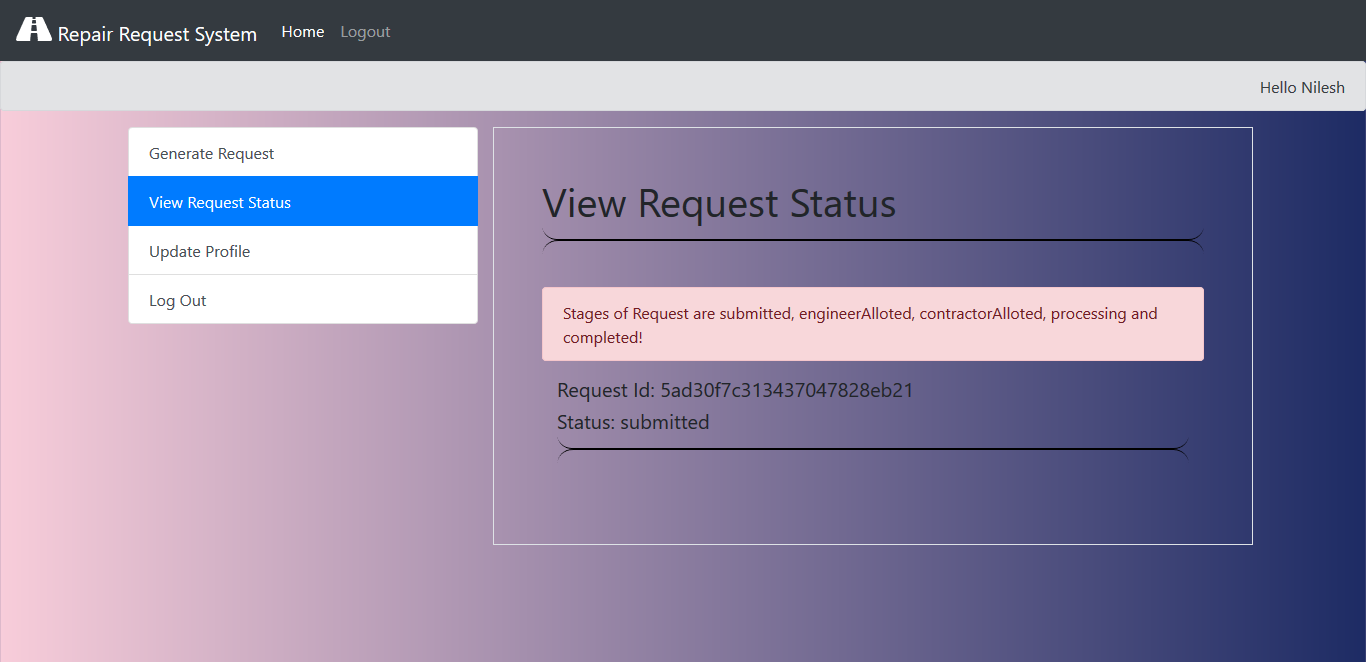 Repair Request System Home Logout
Hello Nilesh
Generate Request
View Request Status
Update Profile
Log Out
View Request Status
Stages of Request are submitted, engineerAlloted, contractorAlloted, processing and
completed!
Request Id: 5ad30f7c313437047828eb21
Status: submitted